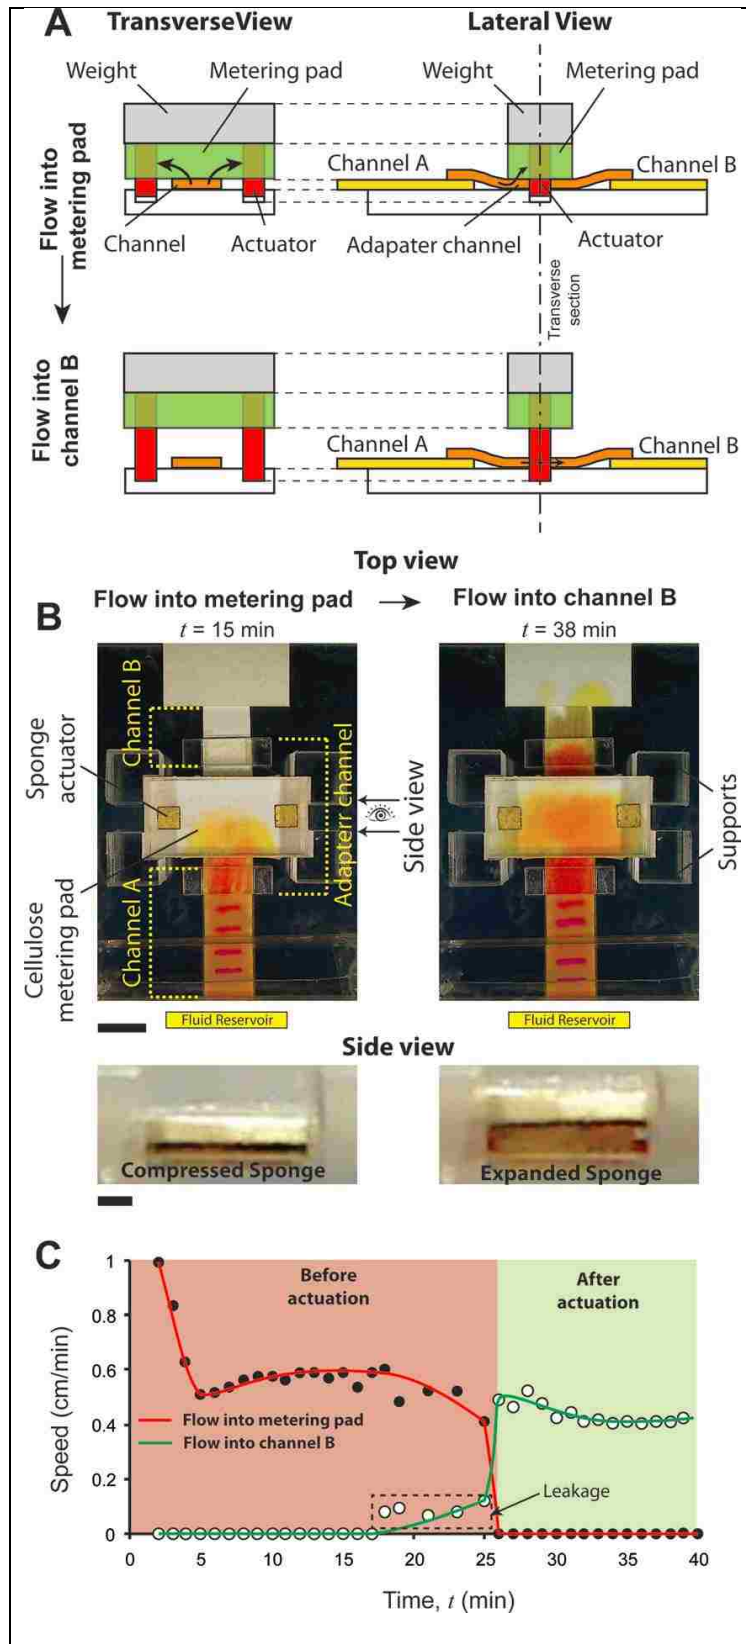 A
TransverseView
Lateral View
Weight
Metering pad
Weight
Metering pad
Flow into
metering pad
Channel A
Channel B
Channel
Actuator
Adapater channel
Actuator
Transverse
section
Flow into
channel B
Channel A
Channel B
Top view
B
Flow into metering pad
Flow into channel B
t = 15 min
t = 38 min
Sponge
actuator
Channel B
Adapterr channel
Side view
Supports
Cellulose
metering pad
Channel A
Fluid Reservoir
Fluid Reservoir
Side view
Compressed Sponge
Expanded Sponge
C
Before
actuation
After
actuation
Speed (cm/min)
1
0.8
0.6
0.4
0.2
0
Flow into metering pad
Flow into channel B
Leakage
0 5 10 15 20 25 30 35 40
Time, t (min)